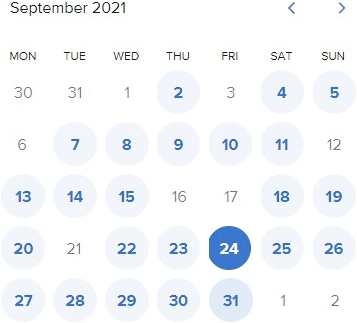 September 2021
MON TUE WED THU FRI SAT SUN
30 31 1 2 3 4 5
6 7 8 9 10 11 12
13 14 15 16 17 18 19
20 21 22 23 24 25 26
27 28 29 30 31 1 2